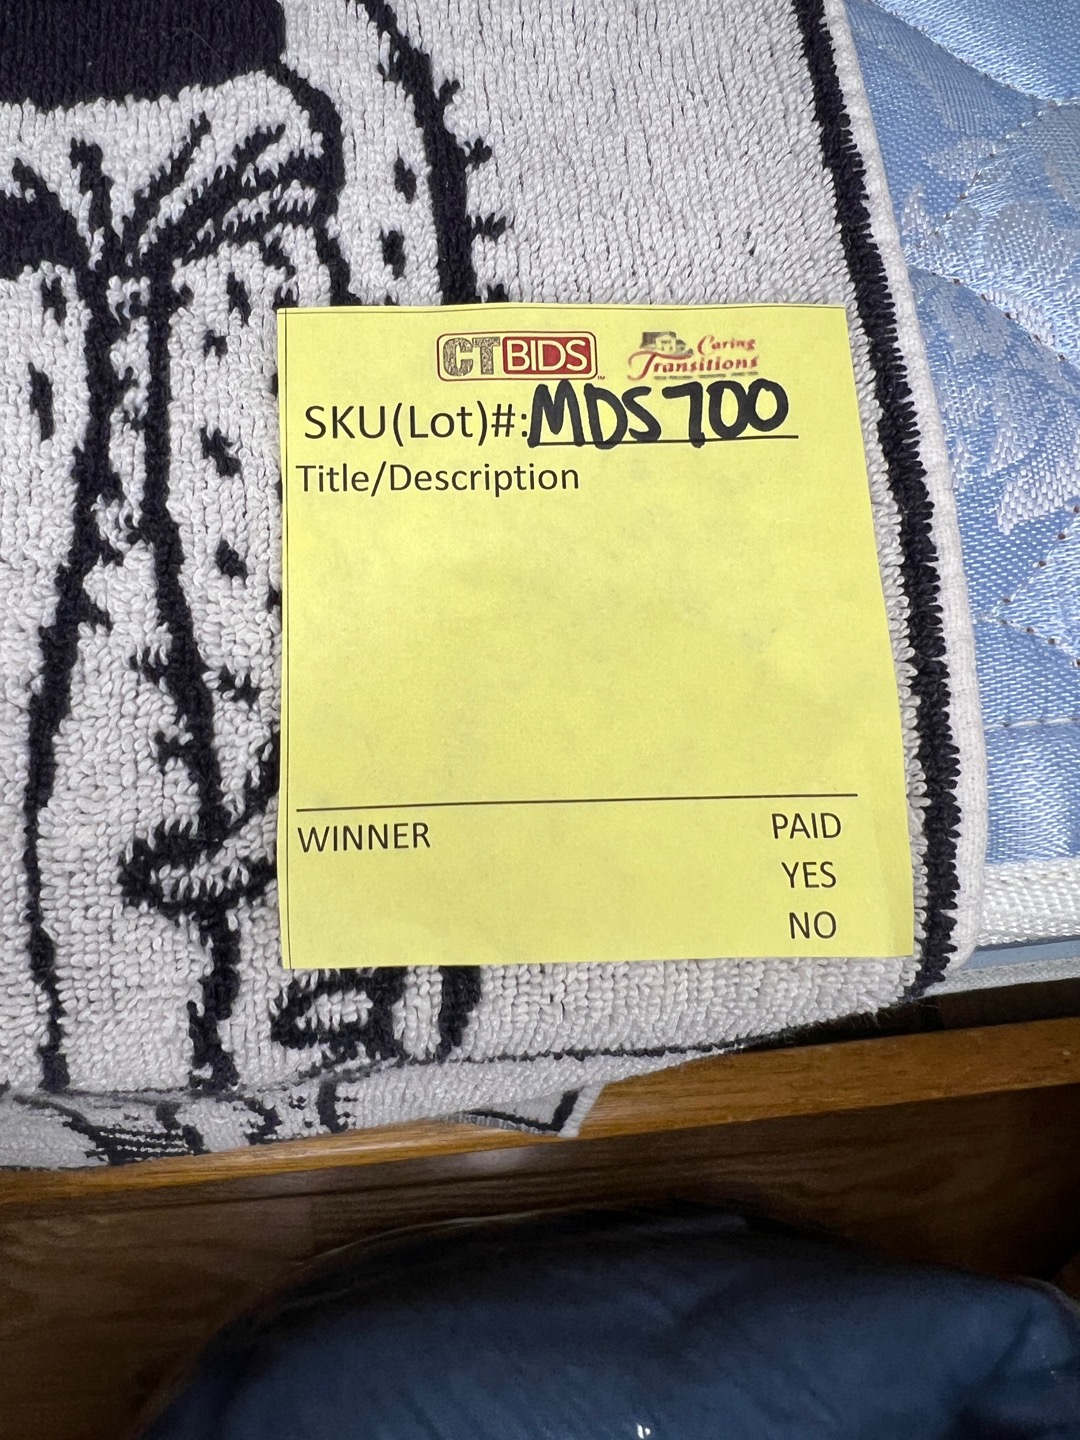 CTBIDS
Caring
Transitions
SKU(Lot)#:MDS700
Title/Description
WINNER
PAID
YES
NO